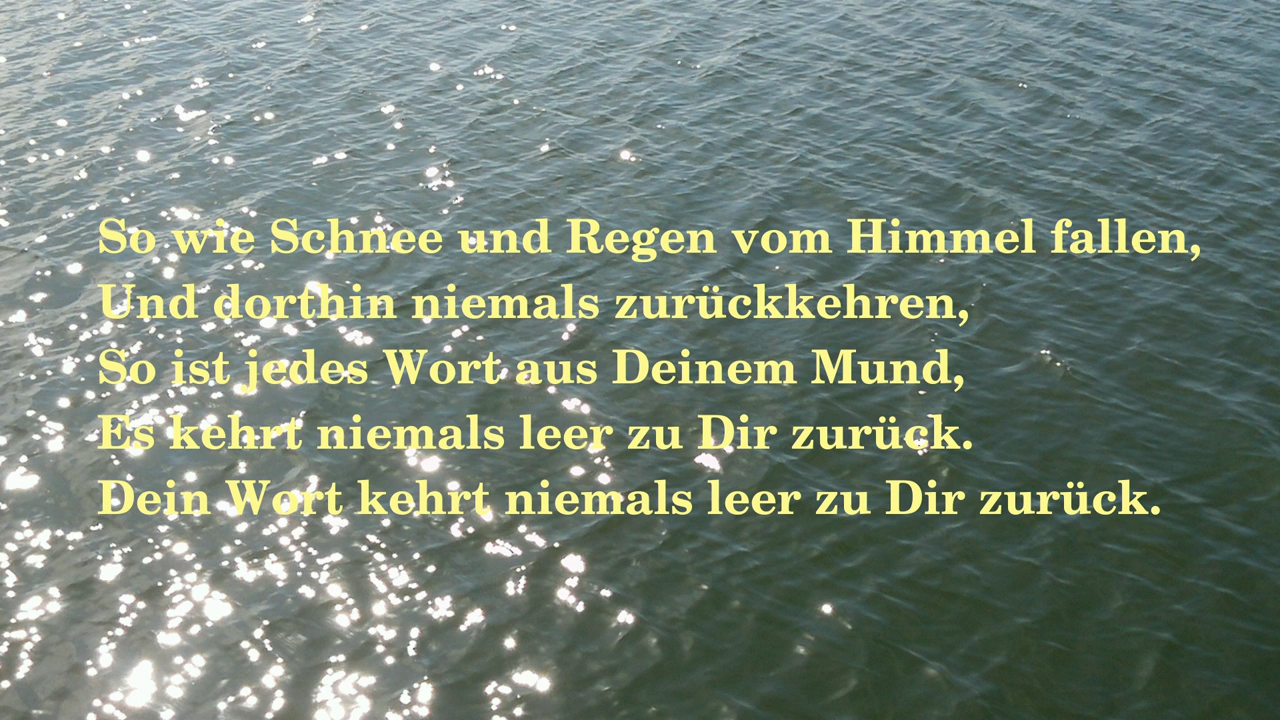 So wie Schnee und Regen vom Himmel fallen,
Und dorthin niemals zurückkehren,
So ist jedes Wort aus Deinem Mund,
Es kehrt niemals leer zu Dir zurück.
Dein Wort kehrt niemals leer zu Dir zurück.